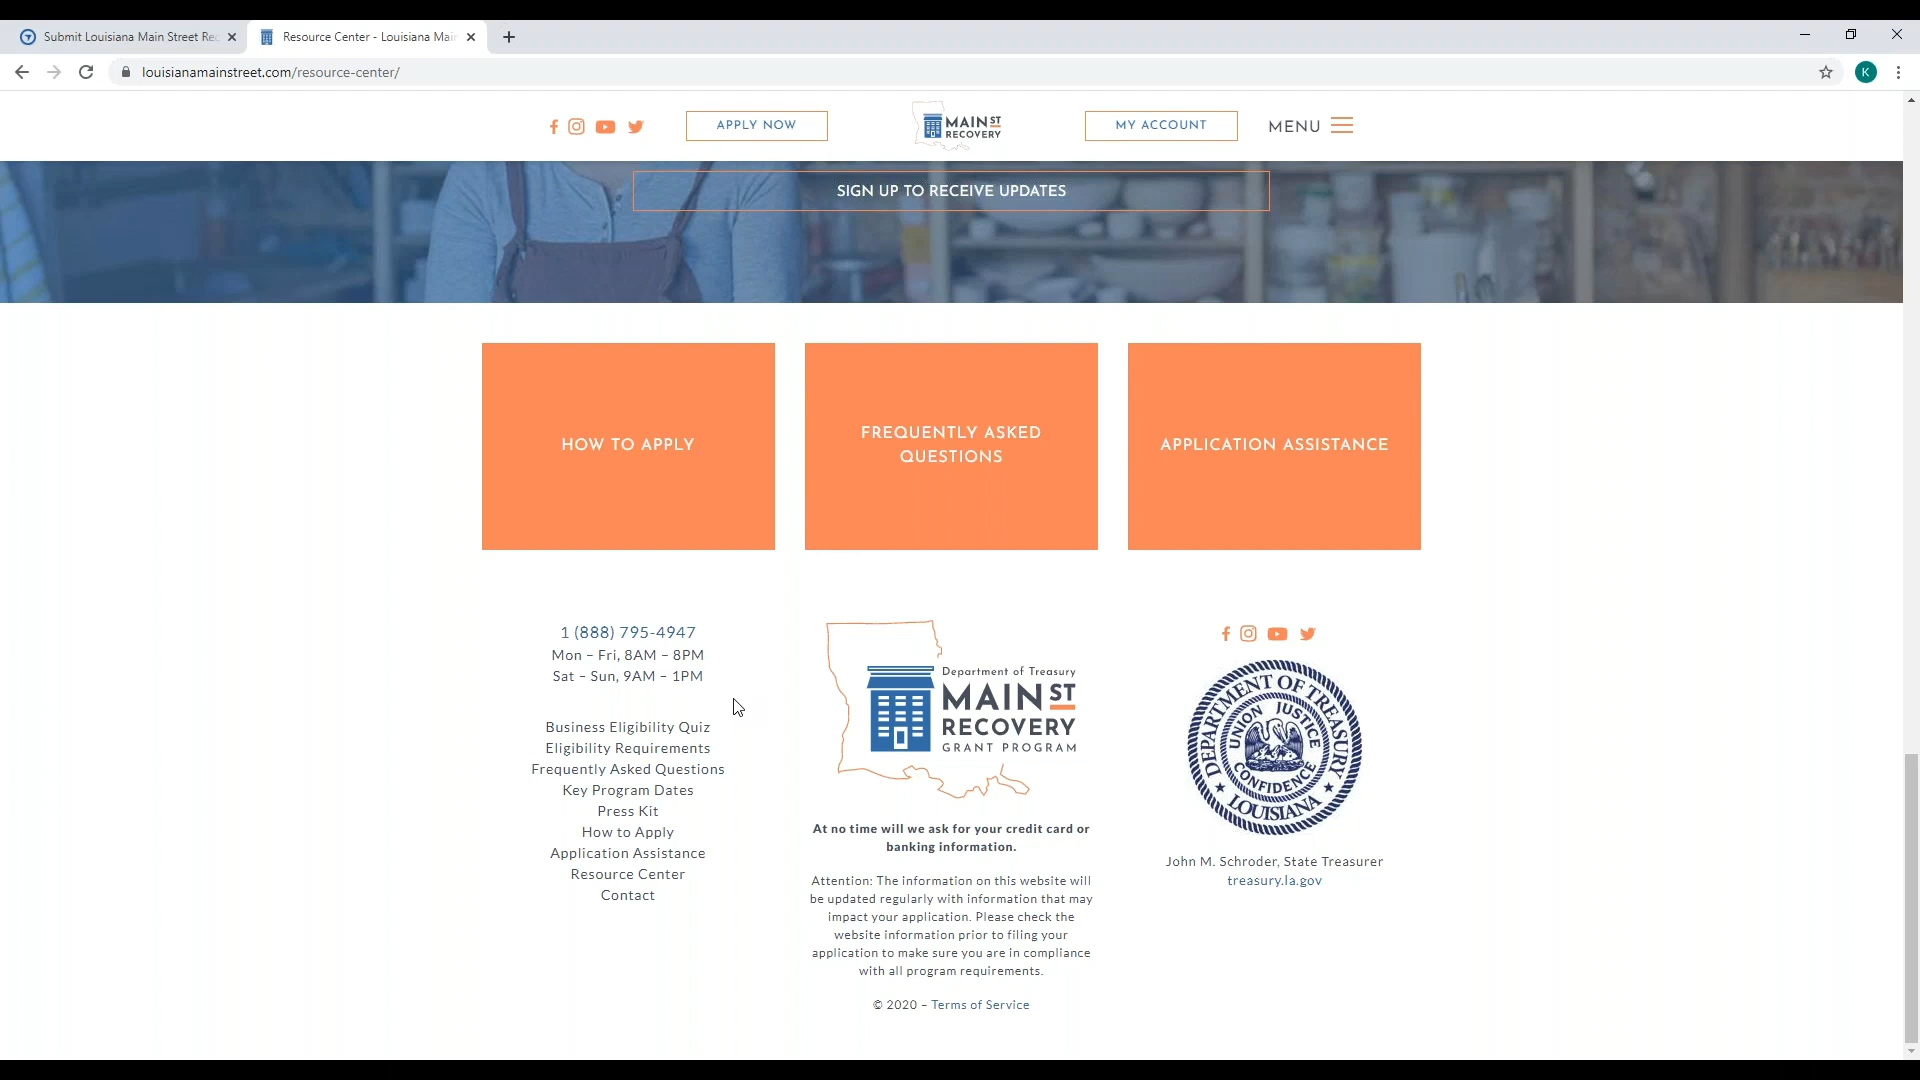 Submit Louisiana Main Street Rec
Resource Center - Louisiana Main
louisianamainstreet.com/resource-center/
K
APPLY NOW
MAIN ST
RECOVERY
MY ACCOUNT
MENU
SIGN UP TO RECEIVE UPDATES
HOW TO APPLY
FREQUENTLY ASKED
QUESTIONS
APPLICATION ASSISTANCE
1 (888) 795-4947
Mon – Fri, 8AM – 8PM
Sat – Sun, 9AM – 1PM
Business Eligibility Quiz
Eligibility Requirements
Frequently Asked Questions
Key Program Dates
Press Kit
How to Apply
Application Assistance
Resource Center
Contact
Department of Treasury
MAIN ST
RECOVERY
GRANT PROGRAM
At no time will we ask for your credit card or
banking information.
Attention: The information on this website will
be updated regularly with information that may
impact your application. Please check the
website information prior to filing your
application to make sure you are in compliance
with all program requirements.
© 2020 – Terms of Service
DEPARTMENT OF TREASURY
UNION JUSTICE
CONFIDENCE
LOUISIANA
John M. Schroder, State Treasurer
treasury.la.gov